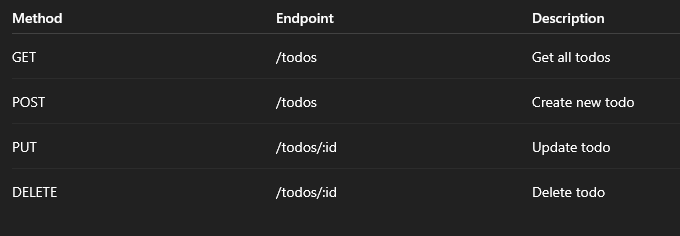 Method Endpoint Description
GET /todos Get all todos
POST /todos Create new todo
PUT /todos/:id Update todo
DELETE /todos/:id Delete todo